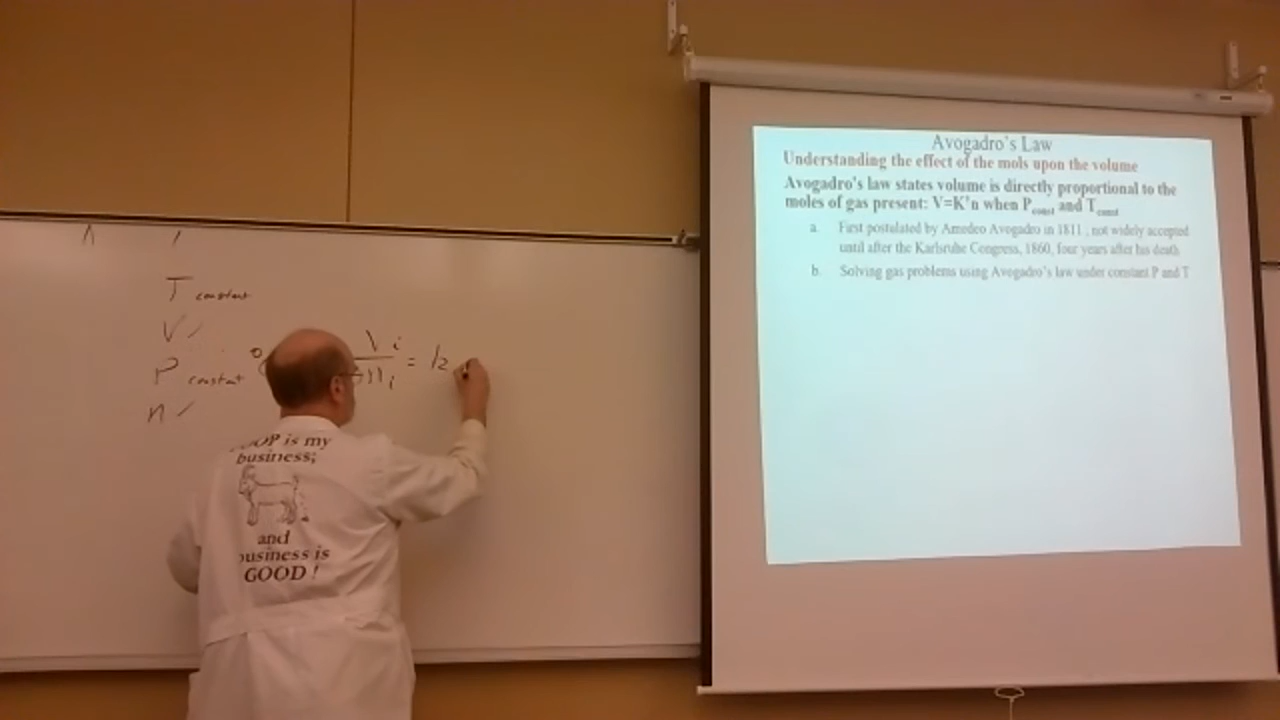 T constant
V
P constant
n
V i
n i
= k
OOP is my
business;
and
business is
GOOD !
Avogadro's Law
Understanding the effect of the mols upon the volume
Avogadro's law states volume is directly proportional to the
moles of gas present: V=K'n when Pconst and Tconst
a. First postulated by Amedeo Avogadro in 1811 , not widely accepted
until after the Karlsruhe Congress, 1860, four years after his death
b. Solving gas problems using Avogadro's law under constant P and T